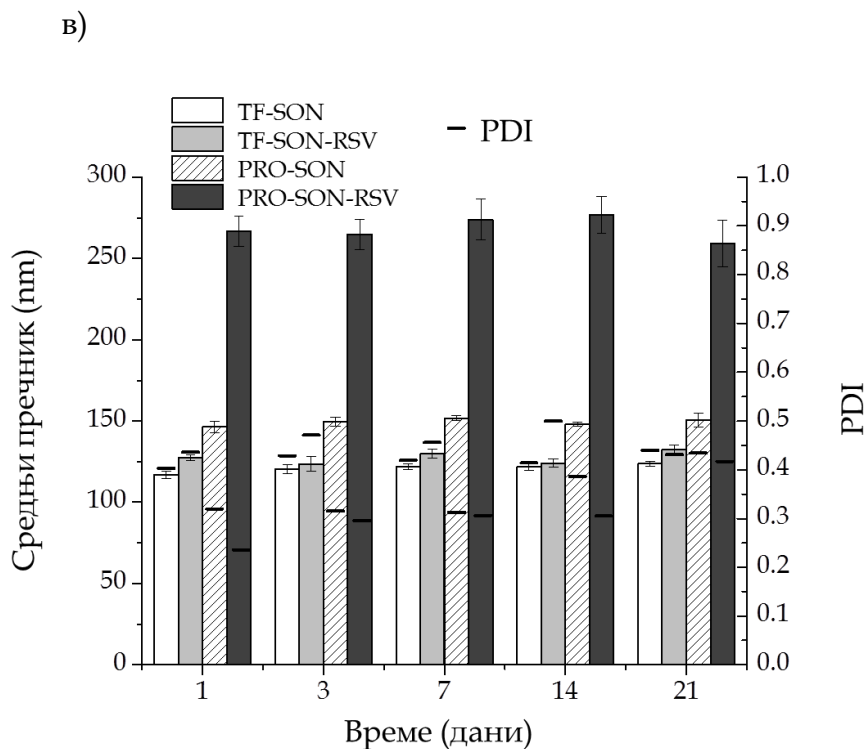 в)
TF-SON
TF-SON-RSV
PRO-SON
PRO-SON-RSV
PDI
300
250
200
150
100
50
0
1.0
0.9
0.8
0.7
0.6
0.5
0.4
0.3
0.2
0.1
0.0
Средњи пречник (nm)
PDI
1 3 7 14 21
Време (дани)